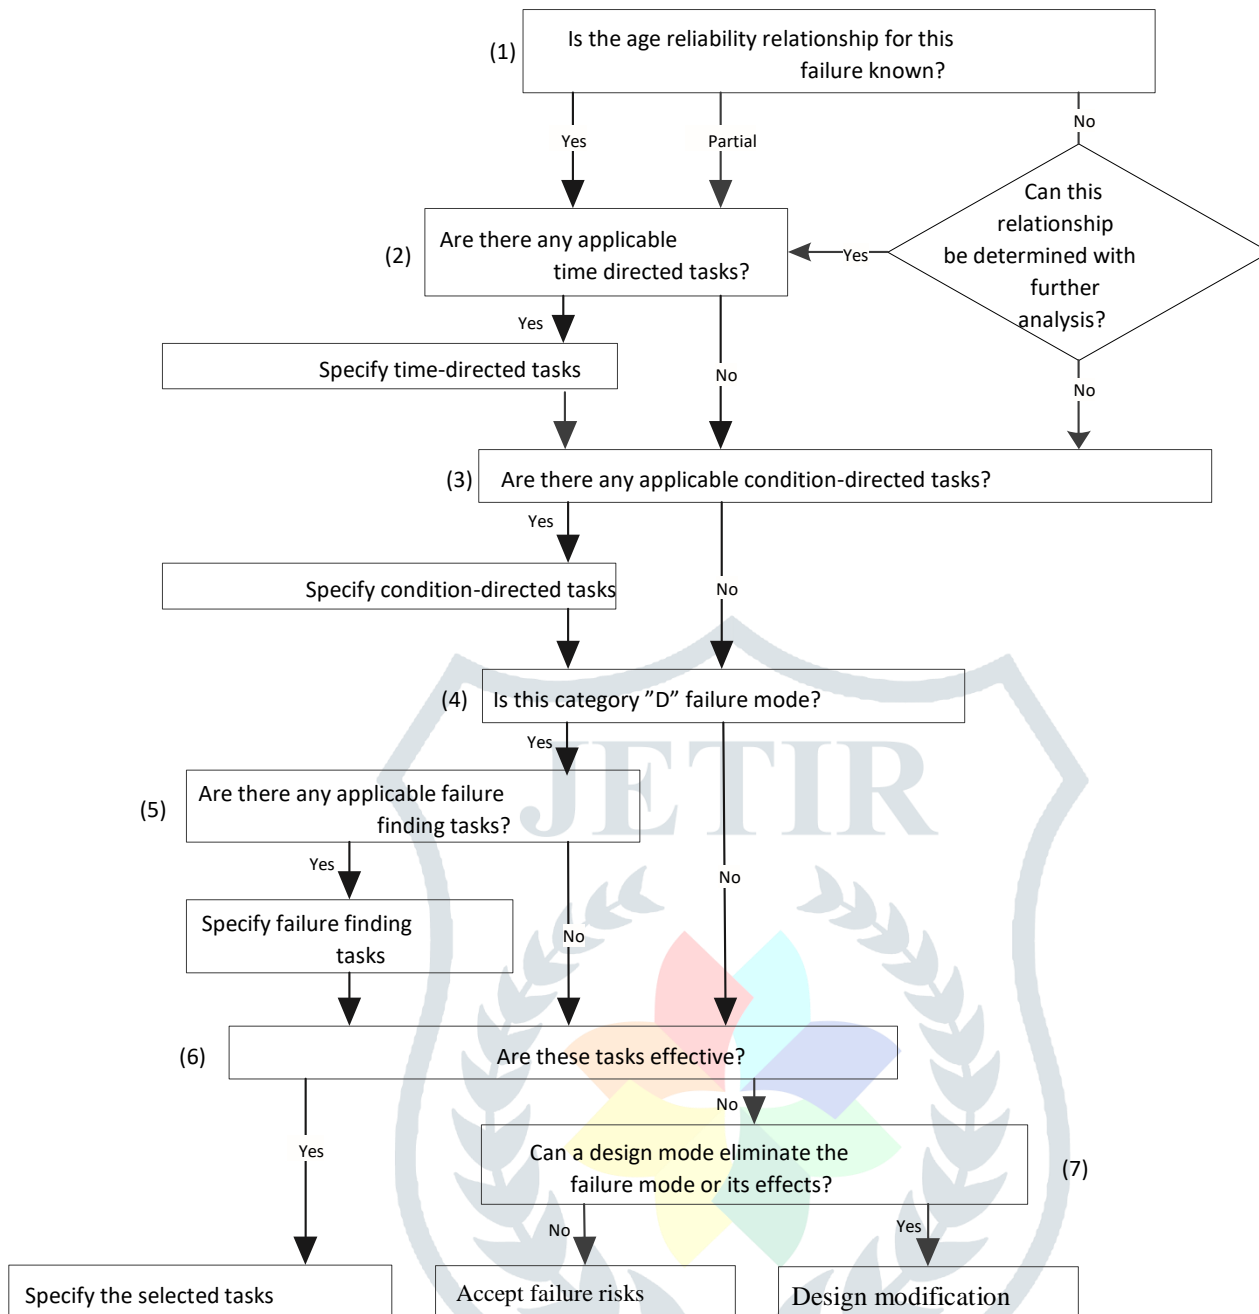 (1)
Is the age reliability relationship for this
failure known?
Yes
Partial
No
Can this
relationship
be determined with
further
analysis?
(2)
Are there any applicable
time directed tasks?
Yes
Yes
Specify time-directed tasks
No
No
(3)
Are there any applicable condition-directed tasks?
Yes
Specify condition-directed tasks
No
(4)
Is this category ”D” failure mode?
Yes
JETIR
(5)
Are there any applicable failure
finding tasks?
Yes
No
Specify failure finding
tasks
No
(6)
Are these tasks effective?
No
Yes
Can a design mode eliminate the
failure mode or its effects?
(7)
No
Yes
Specify the selected tasks
Accept failure risks
Design modification